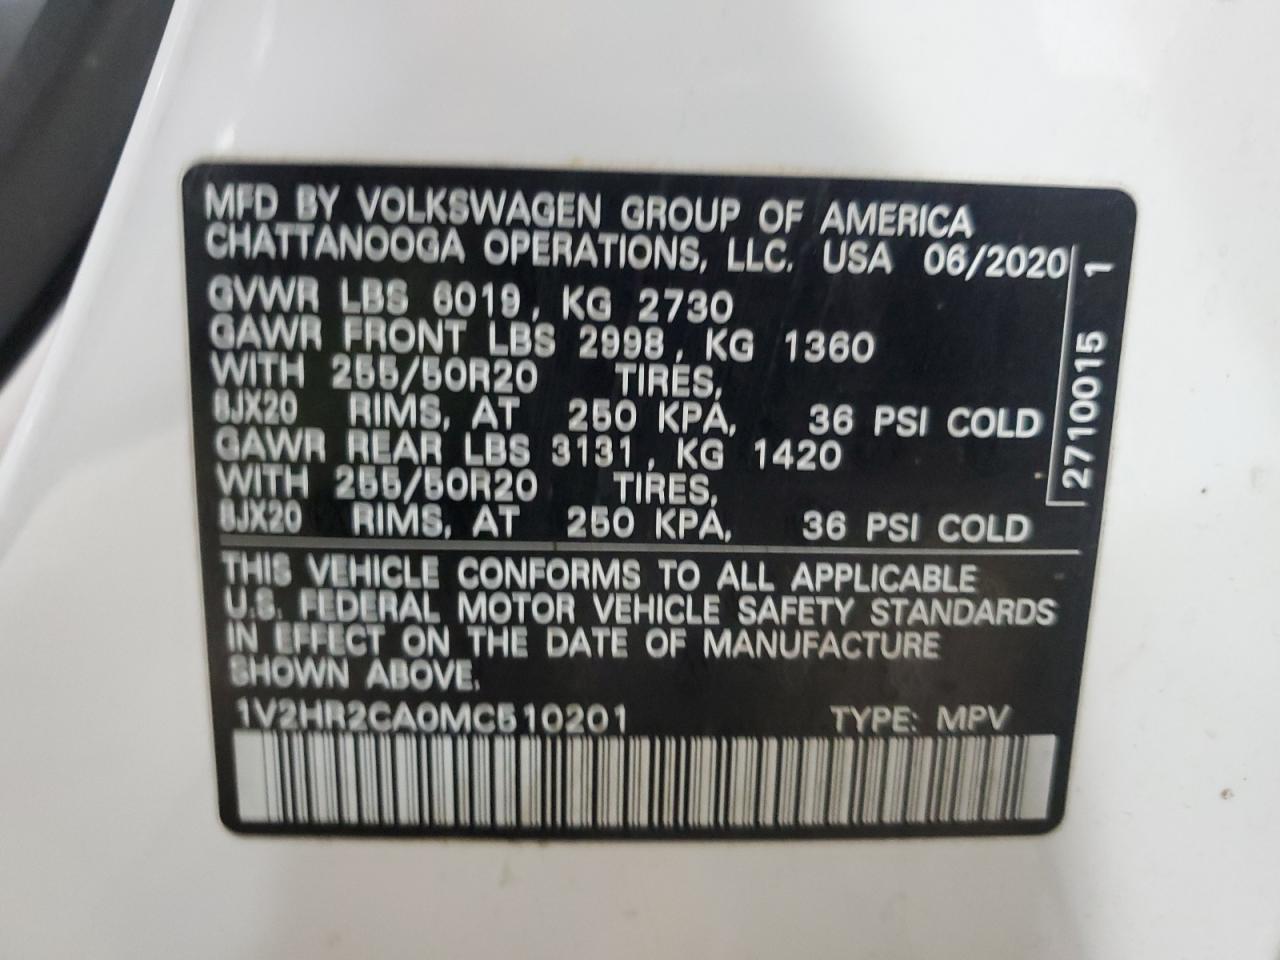 MFD BY VOLKSWAGEN GROUP OF AMERICA
CHATTANOOGA OPERATIONS, LLC. USA 06/2020
GVWR LBS 6019, KG 2730
GAWR FRONT LBS 2998, KG 1360
WITH 255/50R20 TIRES,
8JX20 RIMS, AT 250 KPA, 36 PSI COLD
GAWR REAR LBS 3131, KG 1420
WITH 255/50R20 TIRES,
8JX20 RIMS, AT 250 KPA, 36 PSI COLD
2710015 1
THIS VEHICLE CONFORMS TO ALL APPLICABLE
U.S. FEDERAL MOTOR VEHICLE SAFETY STANDARDS
IN EFFECT ON THE DATE OF MANUFACTURE
SHOWN ABOVE.
1V2HR2CA0MC510201 TYPE: MPV